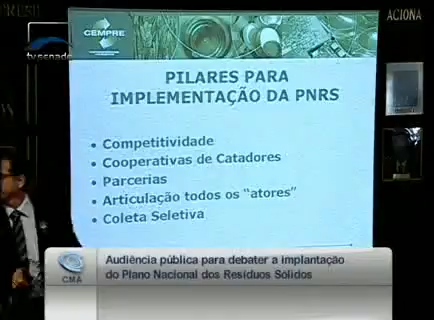 ACIONA
tvsenado
CEMPRE
PILARES PARA
IMPLEMENTAÇÃO DA PNRS
• Competitividade
• Cooperativas de Catadores
• Parcerias
• Articulação todos os "atores"
• Coleta Seletiva
Audiência pública para debater a implantação
do Plano Nacional dos Resíduos Sólidos
CMA